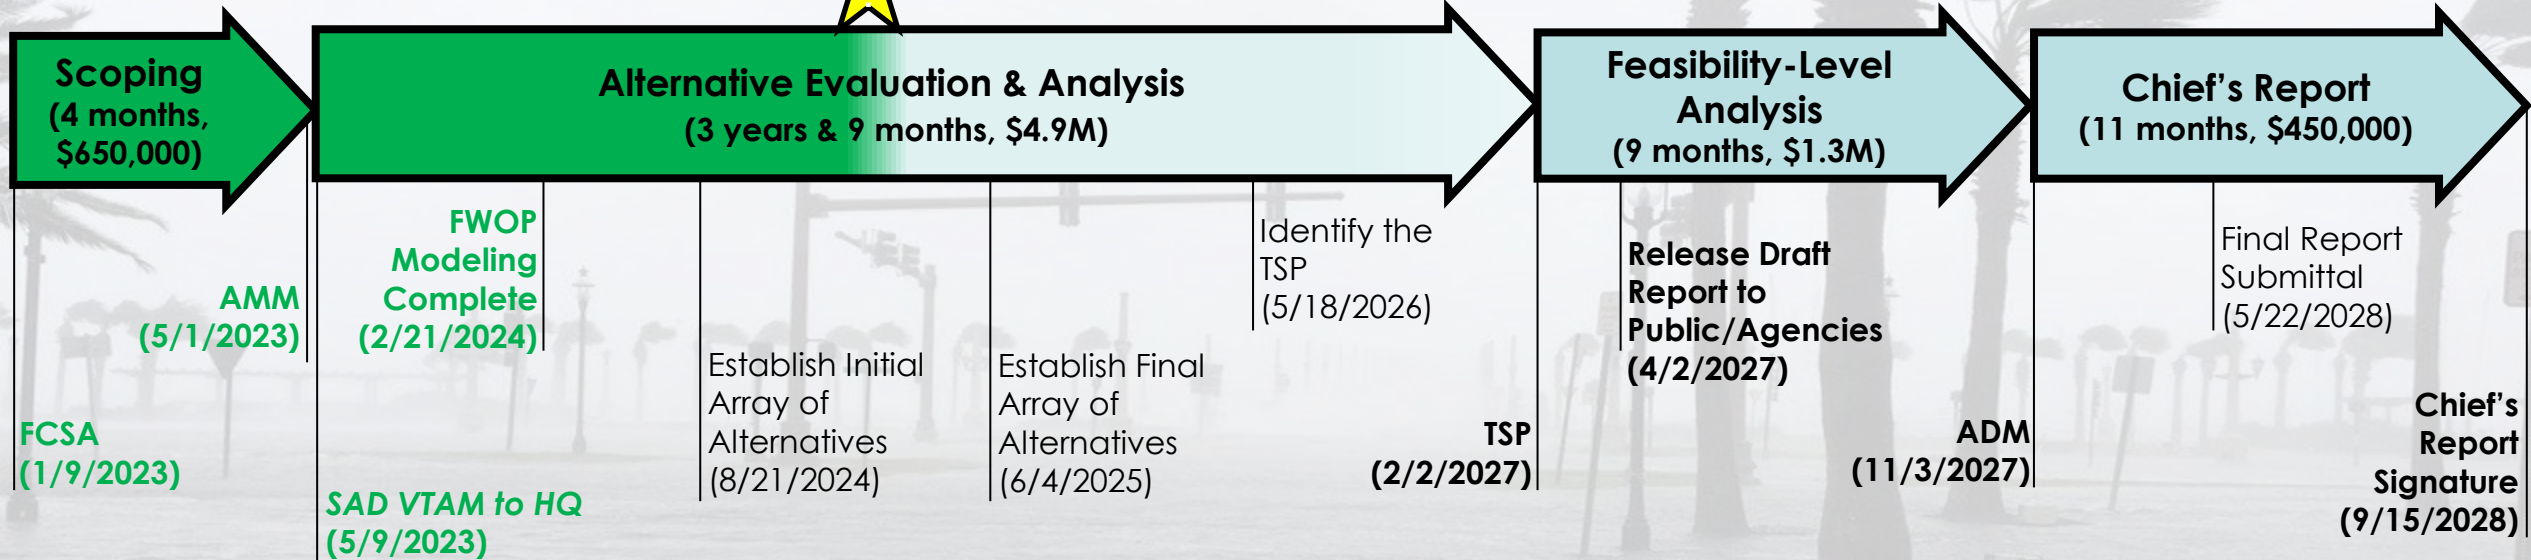 Scoping
(4 months,
$650,000)
Alternative Evaluation & Analysis
(3 years & 9 months, $4.9M)
Feasibility-Level
Analysis
(9 months, $1.3M)
Chief's Report
(11 months, $450,000)
FCSA
(1/9/2023)
AMM
(5/1/2023)
SAD VTAM to HQ
(5/9/2023)
FWOP
Modeling
Complete
(2/21/2024)
Establish Initial
Array of
Alternatives
(8/21/2024)
Establish Final
Array of
Alternatives
(6/4/2025)
Identify the
TSP
(5/18/2026)
TSP
(2/2/2027)
Release Draft
Report to
Public/Agencies
(4/2/2027)
ADM
(11/3/2027)
Final Report
Submittal
(5/22/2028)
Chief's
Report
Signature
(9/15/2028)